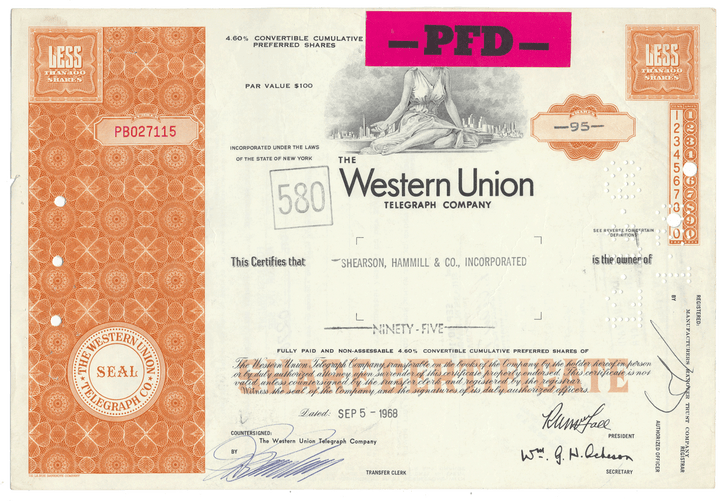 LESS
THAN 100
SHARES
4.60% CONVERTIBLE CUMULATIVE
PREFERRED SHARES
—PFD—
LESS
THAN 100
SHARES
PAR VALUE $100
PB027115
SHARES
—95—
INCORPORATED UNDER THE LAWS
OF THE STATE OF NEW YORK
THE
Western Union
TELEGRAPH COMPANY
580
1 2 3 4 5 6 7 8 9 0
SEE REVERSE FOR CERTAIN
DEFINITIONS
This Certifies that
SHEARSON, HAMMILL & CO., INCORPORATED
is the owner of
NINETY-FIVE
FULLY PAID AND NON-ASSESSABLE 4.60% CONVERTIBLE CUMULATIVE PREFERRED SHARES OF
The Western Union Telegraph Company, transferable on the books of the Company by the holder hereof in person
or by duly authorized attorney upon surrender of this certificate properly endorsed. This certificate is not
valid unless countersigned by the transfer clerk and registered by the registrar.
Witness the seal of the Company and the signatures of its duly authorized officers.
THE WESTERN UNION
SEAL
TELEGRAPH CO.
Dated: SEP 5 - 1968
COUNTERSIGNED:
The Western Union Telegraph Company
BY
TRANSFER CLERK
PRESIDENT
Wm. G. H. Acheson
SECRETARY
REGISTERED:
MANUFACTURERS HANOVER TRUST COMPANY
REGISTRAR
BY
AUTHORIZED OFFICER